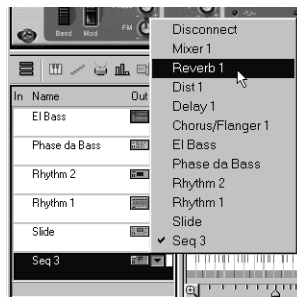 Bend Mod FM
Disconnect
Mixer 1
Reverb 1
Dist 1
Delay 1
Chorus/Flanger 1
El Bass
Phase da Bass
Rhythm 2
Rhythm 1
Slide
Seq 3
In Name Out
El Bass
Phase da Bass
Rhythm 2
Rhythm 1
Slide
Seq 3